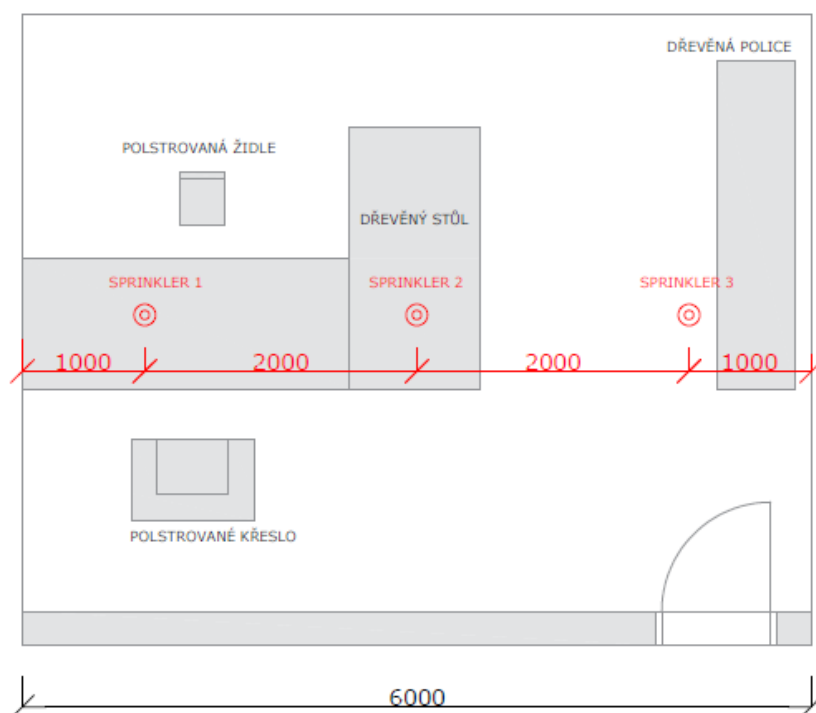 DŘEVĚNÁ POLICE
POLSTROVANÁ ŽIDLE
DŘEVĚNÝ STŮL
SPRINKLER 1
SPRINKLER 2
SPRINKLER 3
1000
2000
2000
1000
POLSTROVANÉ KŘESLO
6000